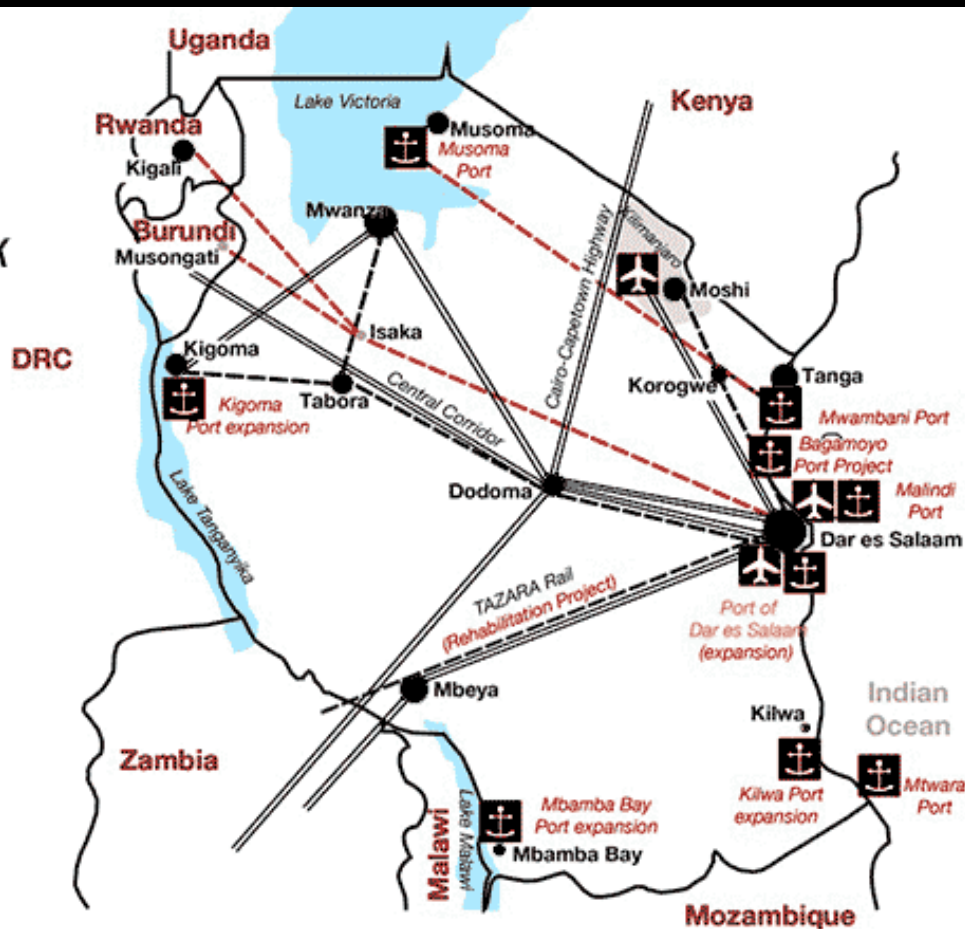 Uganda
Lake Victoria
Kenya
Rwanda
Musoma
Musoma
Port
Kigali
Mwanza
Burundi
Musongati
Kilimanjaro
Cairo-Capetown Highway
Moshi
Isaka
DRC
Kigoma
Tabora
Central Corridor
Korogwe
Tanga
Kigoma
Port expansion
Mwambani Port
Bagamoyo
Port Project
Dodoma
Malindi
Port
Dar es Salaam
Lake Tanganyika
TAZARA Rail
(Rehabilitation Project)
Port of
Dar es Salaam
(expansion)
Mbeya
Indian
Ocean
Kilwa
Zambia
Kilwa Port
expansion
Mtwara
Port
Malawi
Lake Malawi
Mbamba Bay
Port expansion
Mbamba Bay
Mozambique